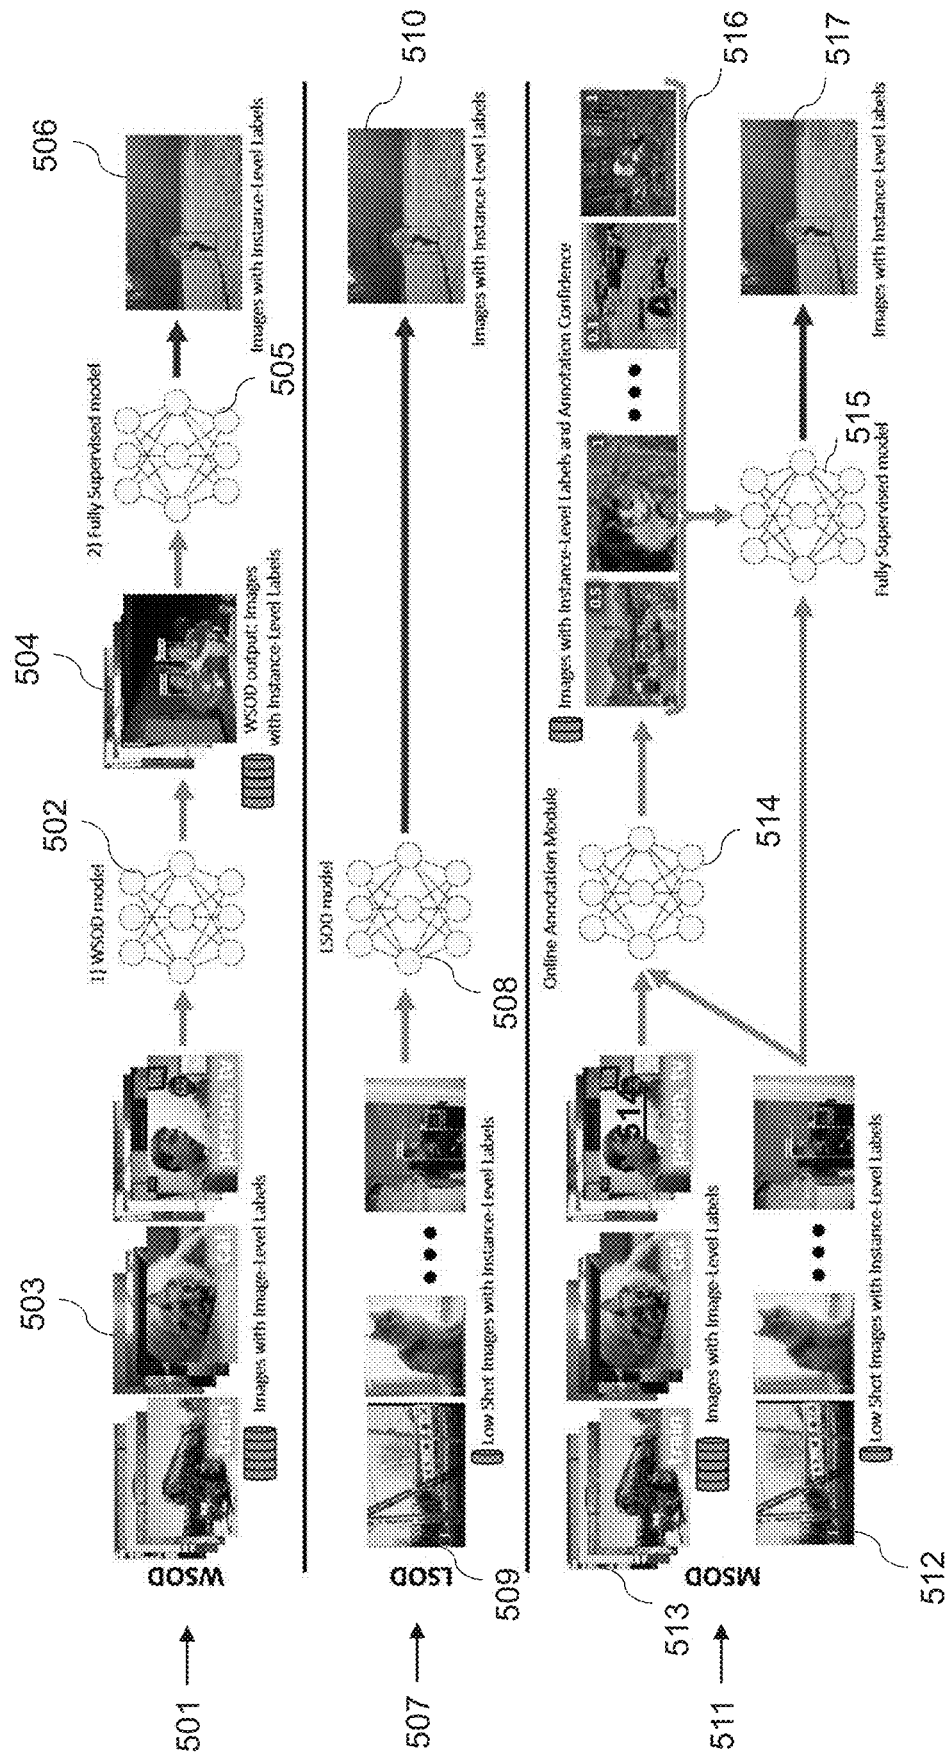 501
WSOD
503
Images with Image-Level Labels
1) WSOD model
502
504
WSOD output: Images
with Instance-Level Labels
2) Fully Supervised model
505
506
Images with Instance-Level Labels
507
LSOD
509
Low Shot Images with Instance-Level Labels
LSOD model
508
510
Images with Instance-Level Labels
511
MSOD
513
Images with Image-Level Labels
514
512
Low Shot Images with Instance-Level Labels
Online Annotation Module
514
Images with Instance-Level Labels and Annotation Confidence
516
515
Fully Supervised model
517
Images with Instance-Level Labels